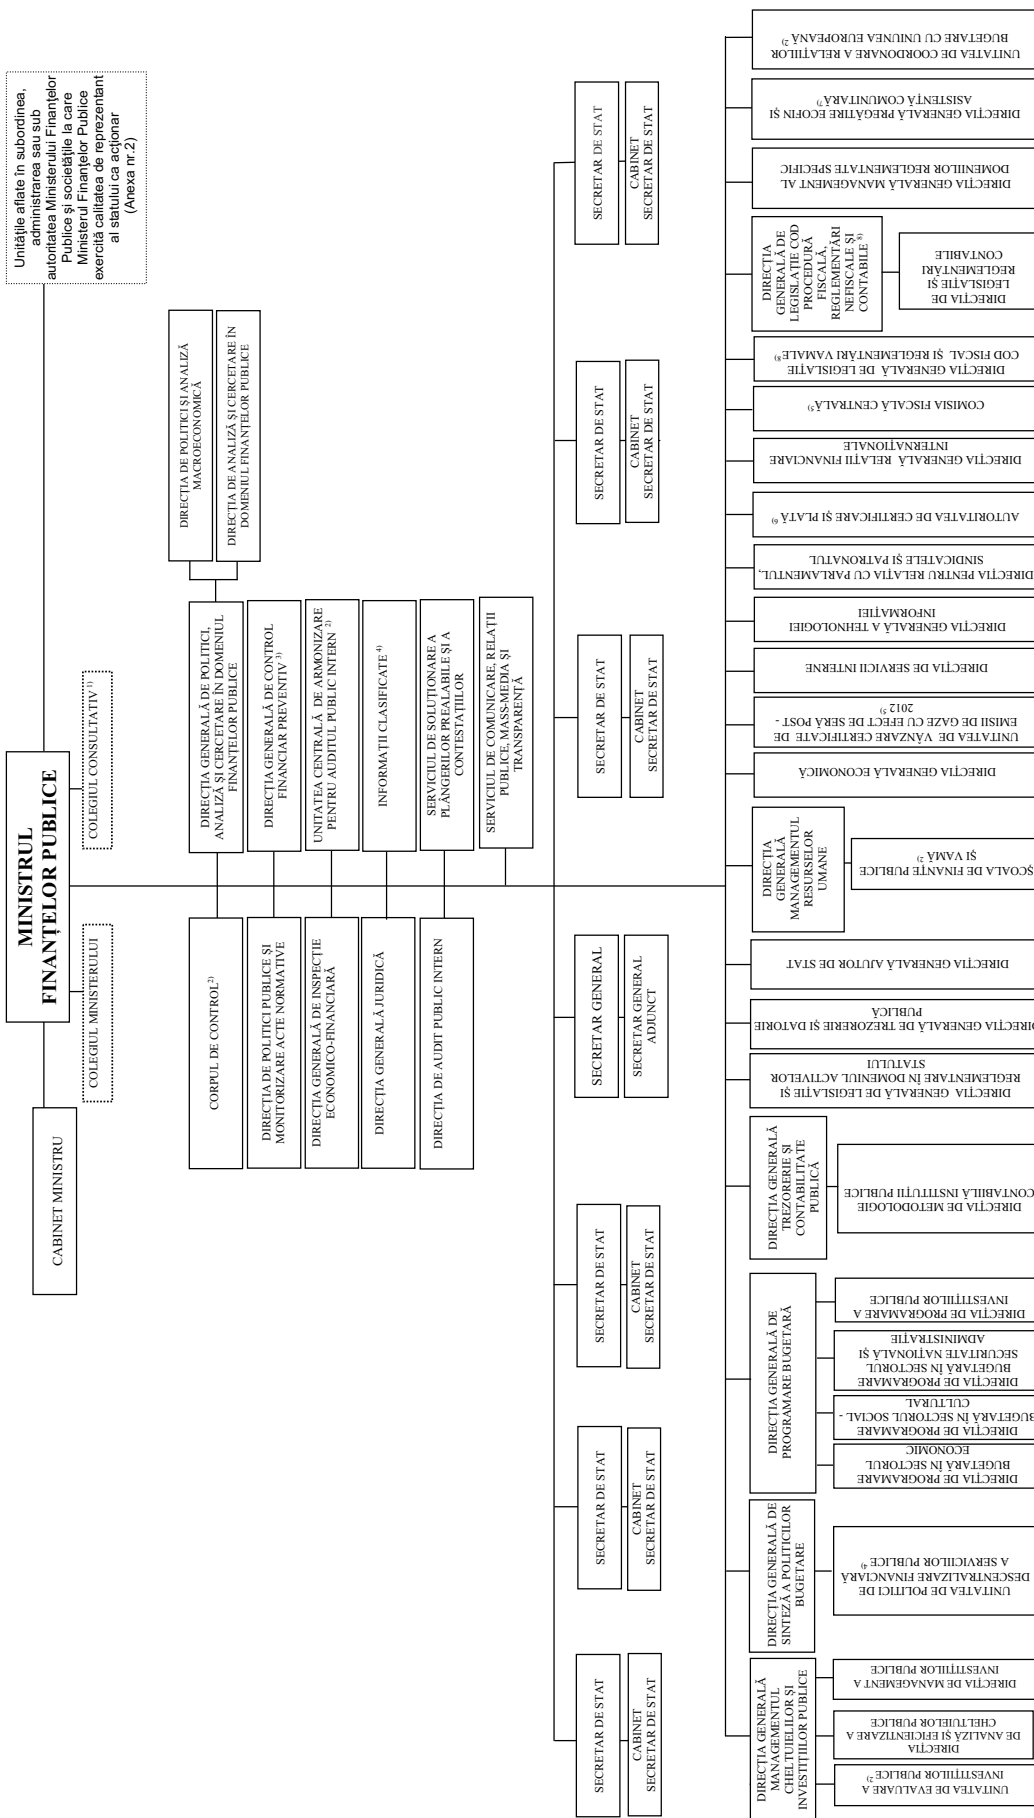 MINISTRUL
FINANȚELOR PUBLICE
Unitățile aflate în subordinea,
administrarea sau sub
autoritatea Ministerului Finanțelor
Publice și societățile la care
Ministerul Finanțelor Publice
exercită calitatea de reprezentant
al statului ca acționar
(Anexa nr.2)
CABINET MINISTRU
COLEGIUL MINISTERULUI
COLEGIUL CONSULTATIV 1)
CORPUL DE CONTROL2)
DIRECȚIA DE POLITICI PUBLICE ȘI
MONITORIZARE ACTE NORMATIVE
DIRECȚIA GENERALĂ DE INSPECȚIE
ECONOMICO-FINANCIARĂ
DIRECȚIA GENERALĂ JURIDICĂ
DIRECȚIA DE AUDIT PUBLIC INTERN
DIRECȚIA GENERALĂ DE POLITICI,
ANALIZĂ ȘI CERCETARE ÎN DOMENIUL
FINANȚELOR PUBLICE
DIRECȚIA DE POLITICI ȘI ANALIZĂ
MACROECONOMICĂ
DIRECȚIA DE ANALIZĂ ȘI CERCETARE ÎN
DOMENIUL FINANȚELOR PUBLICE
DIRECȚIA GENERALĂ DE CONTROL
FINANCIAR PREVENTIV 3)
UNITATEA CENTRALĂ DE ARMONIZARE
PENTRU AUDITUL PUBLIC INTERN 2)
INFORMAȚII CLASIFICATE 4)
SERVICIUL DE SOLUȚIONARE A
PLÂNGERILOR PREALABILE ȘI A
CONTESTAȚIILOR
SERVICIUL DE COMUNICARE, RELAȚII
PUBLICE, MASS-MEDIA ȘI
TRANSPARENȚĂ
SECRETAR DE STAT
CABINET
SECRETAR DE STAT
SECRETAR DE STAT
CABINET
SECRETAR DE STAT
SECRETAR DE STAT
CABINET
SECRETAR DE STAT
SECRETAR GENERAL
SECRETAR GENERAL
ADJUNCT
SECRETAR DE STAT
CABINET
SECRETAR DE STAT
SECRETAR DE STAT
CABINET
SECRETAR DE STAT
SECRETAR DE STAT
CABINET
SECRETAR DE STAT
DIRECȚIA GENERALĂ
MANAGEMENTUL
CHELTUIELILOR ȘI
INVESTIȚIILOR PUBLICE
UNITATEA DE EVALUARE A
INVESTIȚIILOR PUBLICE 2)
DIRECȚIA
DE ANALIZĂ ȘI EFICIENTIZARE A
CHELTUIELILOR PUBLICE
DIRECȚIA DE MANAGEMENT A
INVESTIȚIILOR PUBLICE
DIRECȚIA GENERALĂ DE
SINTEZĂ A POLITICILOR
BUGETARE
UNITATEA DE POLITICI DE
DESCENTRALIZARE FINANCIARĂ
A SERVICIILOR PUBLICE 4)
DIRECȚIA GENERALĂ DE
PROGRAMARE BUGETARĂ
DIRECȚIA DE PROGRAMARE
BUGETARĂ ÎN SECTORUL
ECONOMIC
DIRECȚIA DE PROGRAMARE
BUGETARĂ ÎN SECTORUL SOCIAL -
CULTURAL
DIRECȚIA DE PROGRAMARE
BUGETARĂ ÎN SECTORUL
SECURITATE NAȚIONALĂ ȘI
ADMINISTRAȚIE
DIRECȚIA DE PROGRAMARE A
INVESTIȚIILOR PUBLICE
DIRECȚIA GENERALĂ
TREZORERIE ȘI
CONTABILITATE
PUBLICĂ
DIRECȚIA DE METODOLOGIE
CONTABILĂ INSTITUȚII PUBLICE
DIRECȚIA GENERALĂ DE LEGISLAȚIE ȘI
REGLEMENTARE ÎN DOMENIUL ACTIVELOR
STATULUI
DIRECȚIA GENERALĂ DE TREZORERIE ȘI DATORIE
PUBLICĂ
DIRECȚIA GENERALĂ AJUTOR DE STAT
DIRECȚIA
GENERALĂ
MANAGEMENTUL
RESURSELOR
UMANE
ȘCOALA DE FINANȚE PUBLICE
ȘI VAMĂ 2)
DIRECȚIA GENERALĂ ECONOMICĂ
UNITATEA DE VÂNZARE CERTIFICATE DE
EMISII DE GAZE CU EFECT DE SERĂ POST -
2012 5)
DIRECȚIA DE SERVICII INTERNE
DIRECȚIA GENERALĂ A TEHNOLOGIEI
INFORMAȚIEI
DIRECȚIA PENTRU RELAȚIA CU PARLAMENTUL,
SINDICATELE ȘI PATRONATUL
AUTORITATEA DE CERTIFICARE ȘI PLATĂ 6)
DIRECȚIA GENERALĂ RELAȚII FINANCIARE
INTERNAȚIONALE
COMISIA FISCALĂ CENTRALĂ5)
DIRECȚIA GENERALĂ DE LEGISLAȚIE
COD FISCAL ȘI REGLEMENTĂRI VAMALE8)
DIRECȚIA
GENERALĂ DE
LEGISLAȚIE COD
PROCEDURĂ
FISCALĂ,
REGLEMENTĂRI
NEFISCALE ȘI
CONTABILE 8)
DIRECȚIA DE
LEGISLAȚIE ȘI
REGLEMENTĂRI
CONTABILE
DIRECȚIA GENERALĂ MANAGEMENT AL
DOMENIILOR REGLEMENTATE SPECIFIC
DIRECȚIA GENERALĂ PREGĂTIRE ECOFIN ȘI
ASISTENȚĂ COMUNITARĂ7)
UNITATEA DE COORDONARE A RELAȚIILOR
BUGETARE CU UNIUNEA EUROPEANĂ 2)